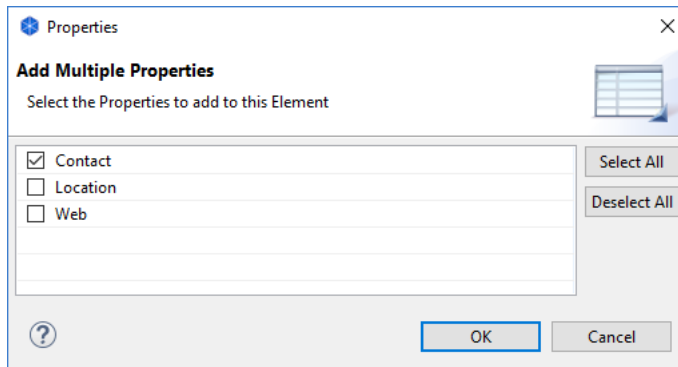 Properties
Add Multiple Properties
Select the Properties to add to this Element
Contact
Select All
Location
Deselect All
Web
?
OK
Cancel